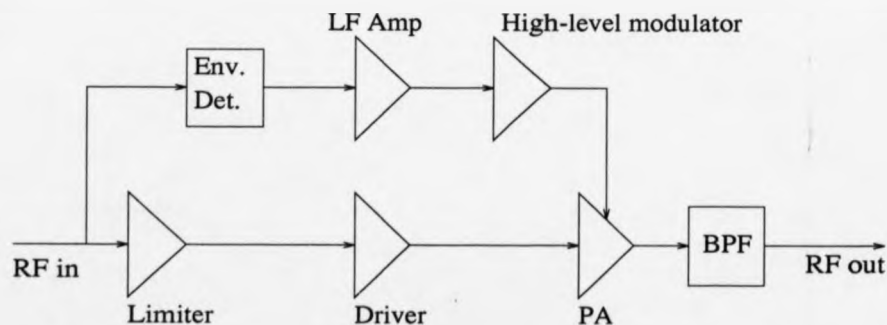 LF Amp
High-level modulator
Env.
Det.
RF in
BPF
RF out
Limiter
Driver
PA